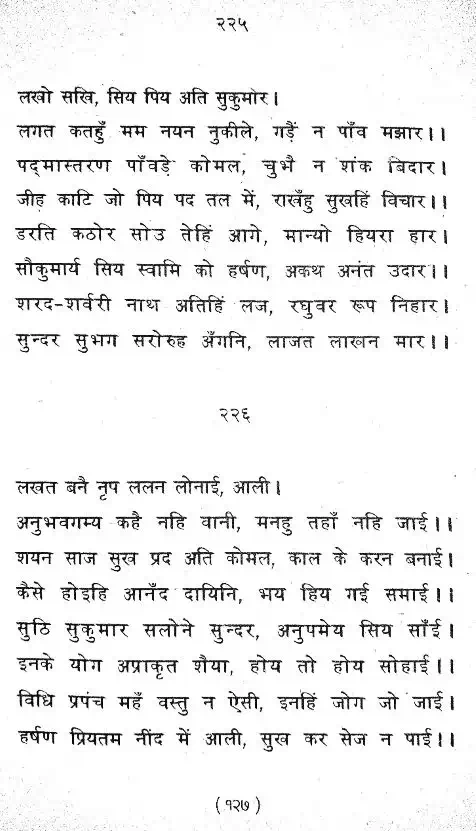 २२५
लखो सखि, सिय पिय अति सुकुमोर।
लगत कतहुँ मम नयन नुकीले, गड़ैं न पाँव मझार।।
पद्मास्तरण पाँवड़े कोमल, चुभै न शंक बिदार।
जीह काटि जो पिय पद तल में, राखँहु सुखहिं विचार।।
डरति कठोर सोउ तेहिं आगे, मान्यो हियरा हार।
सौकुमार्य सिय स्वामि को हर्षण, अकथ अनंत उदार।।
शरद-शर्वरी नाथ अतिहिं लज, रघुवर रूप निहार।
सुन्दर सुभग सरोरुह अँगनि, लाजत लाखन मार।।
२२६
लखत बनै नृप ललन लोनाई, आली।
अनुभवगम्य कहै नहि वानी, मनहु तहाँ नहि जाई।।
शयन साज सुख प्रद अति कोमल, काल के करन बनाई।
कैसे होइहि आनँद दायिनि, भय हिय गई समाई।।
सुठि सुकुमार सलोने सुन्दर, अनुपमेय सिय साँई।
इनके योग अप्राकृत शैया, होय तो होय सोहाई।।
विधि प्रपंच महँ वस्तु न ऐसी, इनहिं जोग जो जाई।
हर्षण प्रियतम नींद में आली, सुख कर सेज न पाई।।
(१२७)